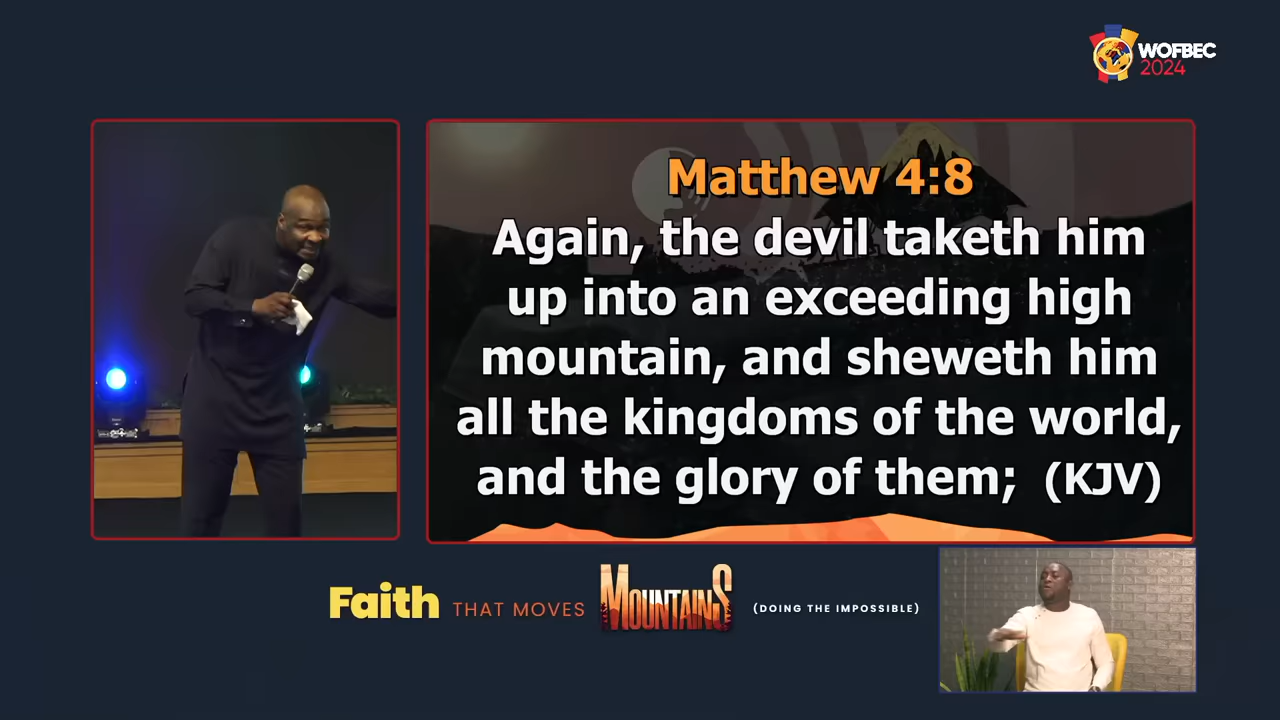 WOFBEC
2024
Matthew 4:8
Again, the devil taketh him
up into an exceeding high
mountain, and sheweth him
all the kingdoms of the world,
and the glory of them; (KJV)
Faith THAT MOVES MOUNTAINS (DOING THE IMPOSSIBLE)